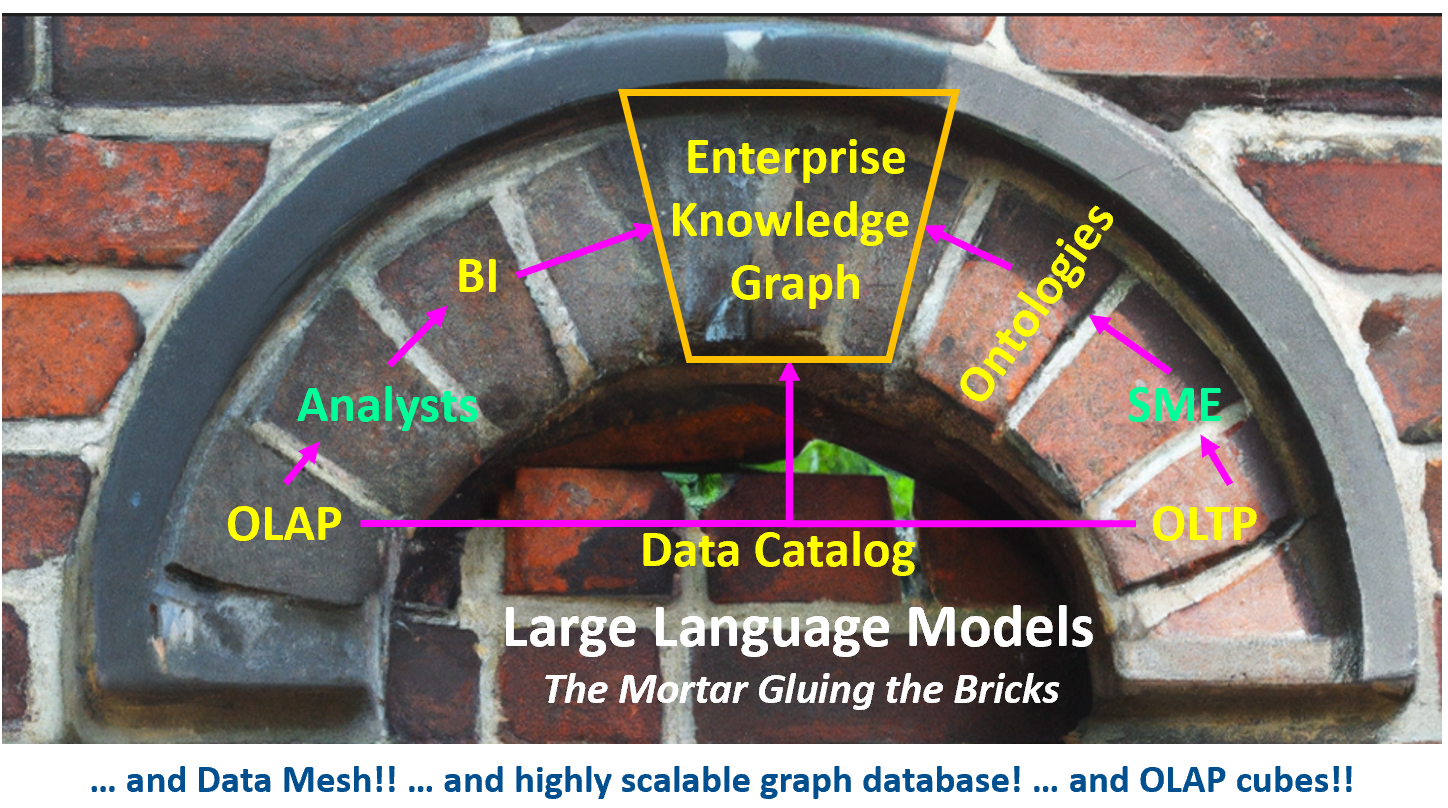 Enterprise
Knowledge
Graph
BI
Ontologies
Analysts
SME
OLAP
OLTP
Data Catalog
Large Language Models
The Mortar Gluing the Bricks
... and Data Mesh!! ... and highly scalable graph database! ... and OLAP cubes!!